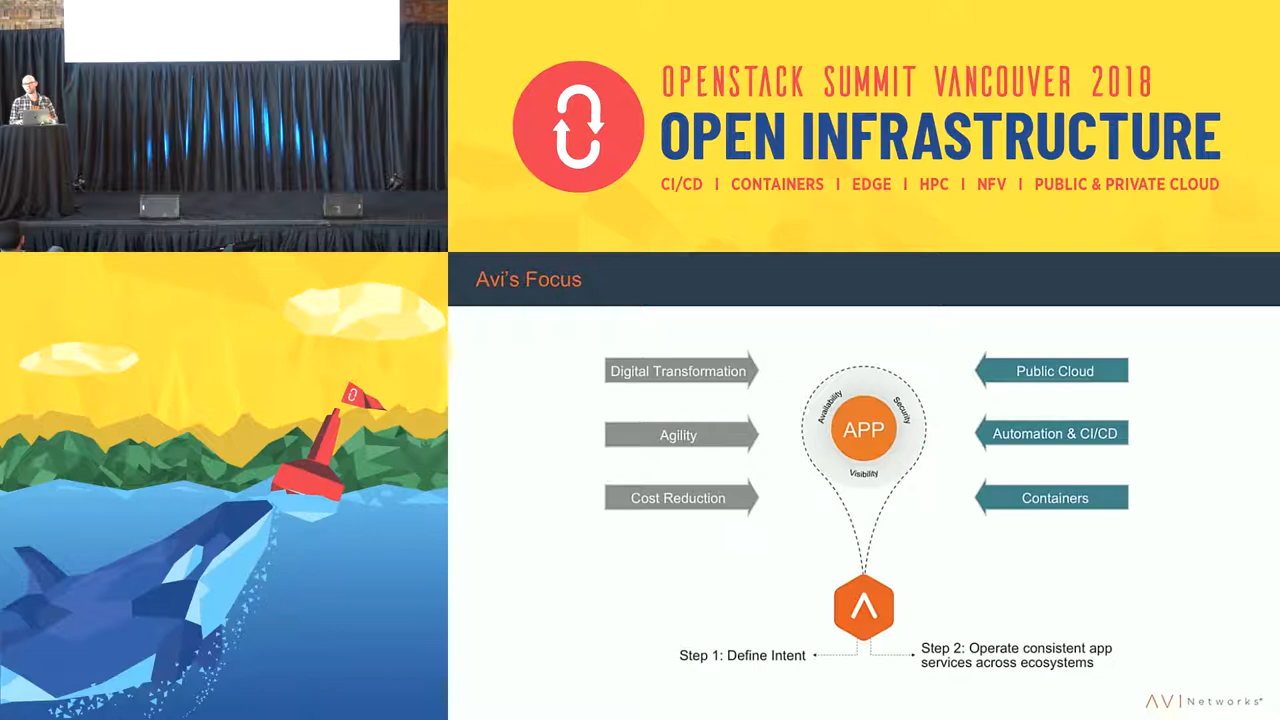 OPENSTACK SUMMIT VANCOUVER 2018
OPEN INFRASTRUCTURE
CI/CD | CONTAINERS | EDGE | HPC | NFV | PUBLIC & PRIVATE CLOUD
Avi's Focus
Digital Transformation
Agility
Cost Reduction
Availability
Security
APP
Visibility
Public Cloud
Automation & CI/CD
Containers
Step 1: Define Intent
Step 2: Operate consistent app
services across ecosystems
AVI Networks